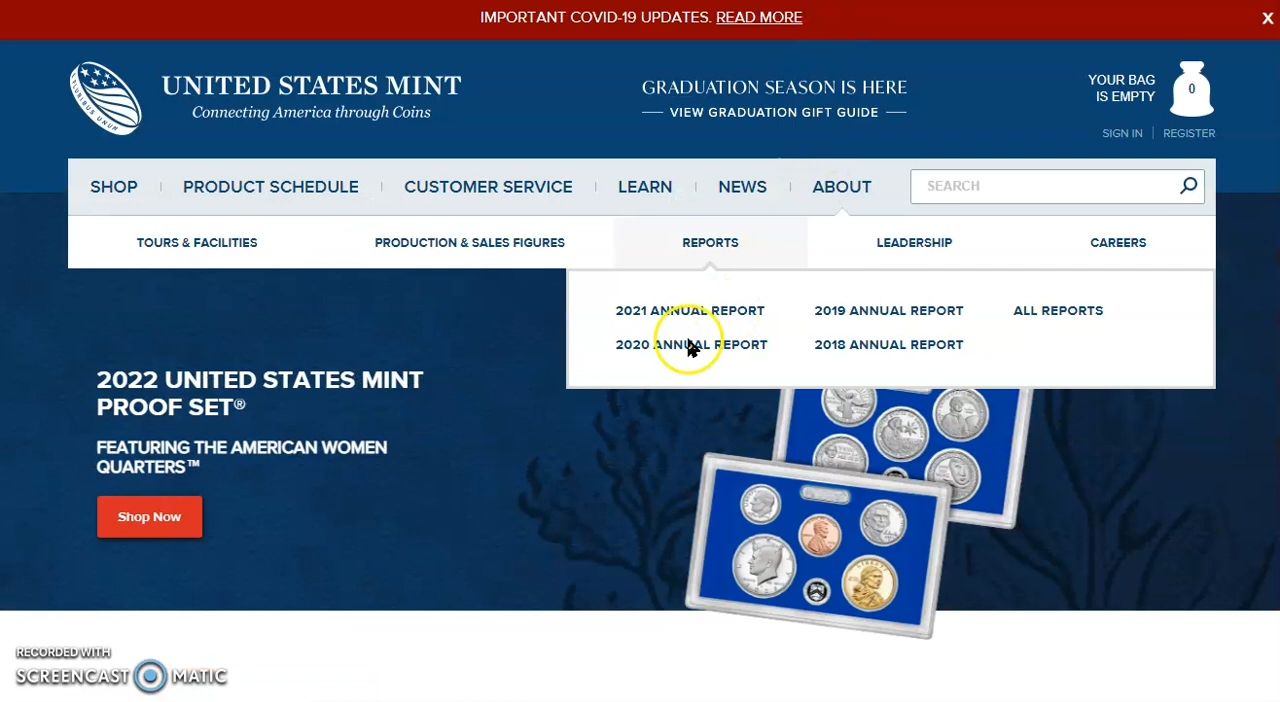 IMPORTANT COVID-19 UPDATES. READ MORE
X
UNITED STATES MINT
Connecting America through Coins
GRADUATION SEASON IS HERE
VIEW GRADUATION GIFT GUIDE
YOUR BAG
IS EMPTY
0
SIGN IN
REGISTER
SHOP
PRODUCT SCHEDULE
CUSTOMER SERVICE
LEARN
NEWS
ABOUT
SEARCH
TOURS & FACILITIES
PRODUCTION & SALES FIGURES
REPORTS
LEADERSHIP
CAREERS
2021 ANNUAL REPORT
2019 ANNUAL REPORT
ALL REPORTS
2020 ANNUAL REPORT
2018 ANNUAL REPORT
2022 UNITED STATES MINT
PROOF SET®
FEATURING THE AMERICAN WOMEN
QUARTERS™
Shop Now
RECORDED WITH
SCREENCAST MATIC